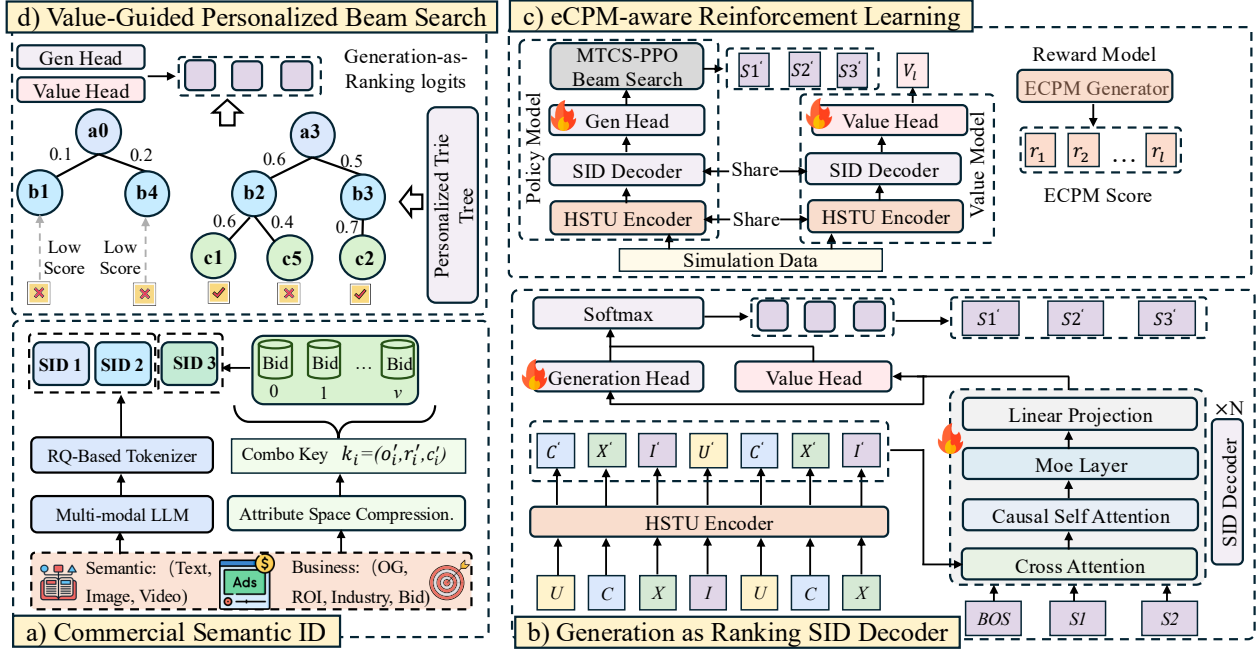 d) Value-Guided Personalized Beam Search
Gen Head
Value Head
Generation-as-
Ranking logits
a0
a3
0.1
0.2
0.6
0.5
b1
b4
b2
b3
0.6
0.4
0.7
Low
Score
Low
Score
c1
c5
c2
Personalized Trie
Tree
c) eCPM-aware Reinforcement Learning
Policy Model
MTCS-PPO
Beam Search
S1′ S2′ S3′
V_l
Gen Head
Value Head
SID Decoder
Share
SID Decoder
HSTU Encoder
Share
HSTU Encoder
Value Model
Simulation Data
Reward Model
ECPM Generator
r_1 r_2 … r_l
ECPM Score
SID 1 SID 2 SID 3
Bid Bid … Bid
0 1 v
RQ-Based Tokenizer
Combo Key k_i=(o_i′,r_i′,c_i′)
Multi-modal LLM
Attribute Space Compression.
Semantic: (Text,
Image, Video)
Ads
$
Business: (OG,
ROI, Industry, Bid)
a) Commercial Semantic ID
Softmax
S1′ S2′ S3′
Generation Head
Value Head
C′ X′ I′ U′ C′ X′ I′
HSTU Encoder
U C X I U C X
Linear Projection
Moe Layer
Causal Self Attention
Cross Attention
×N
SID Decoder
BOS S1 S2
b) Generation as Ranking SID Decoder